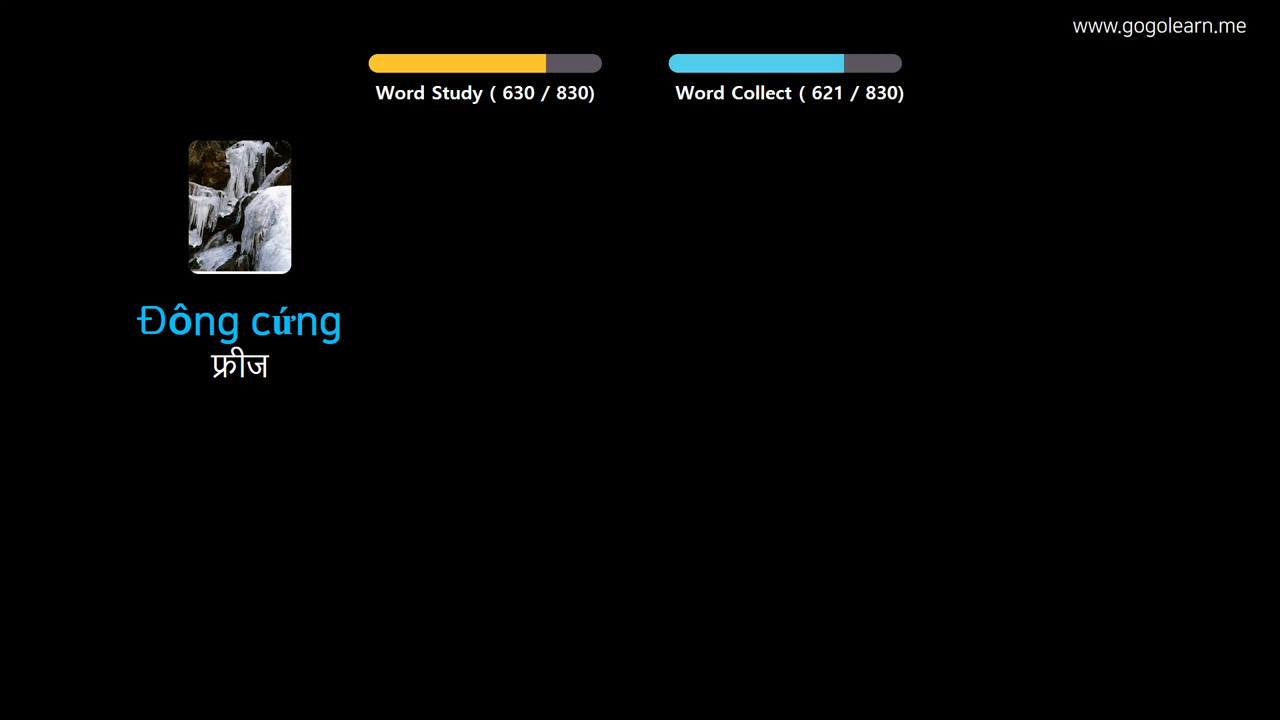 www.gogolearn.me
Word Study ( 630 / 830)
Word Collect ( 621 / 830)
Đông cứng
फ्रीज